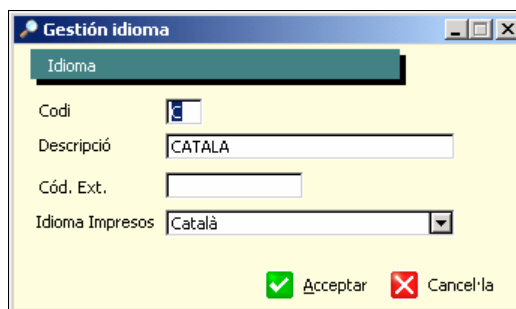 Gestión idioma
Idioma
Codi C
Descripció CATALA
Cód. Ext.
Idioma Impresos Català
Acceptar Cancel·la